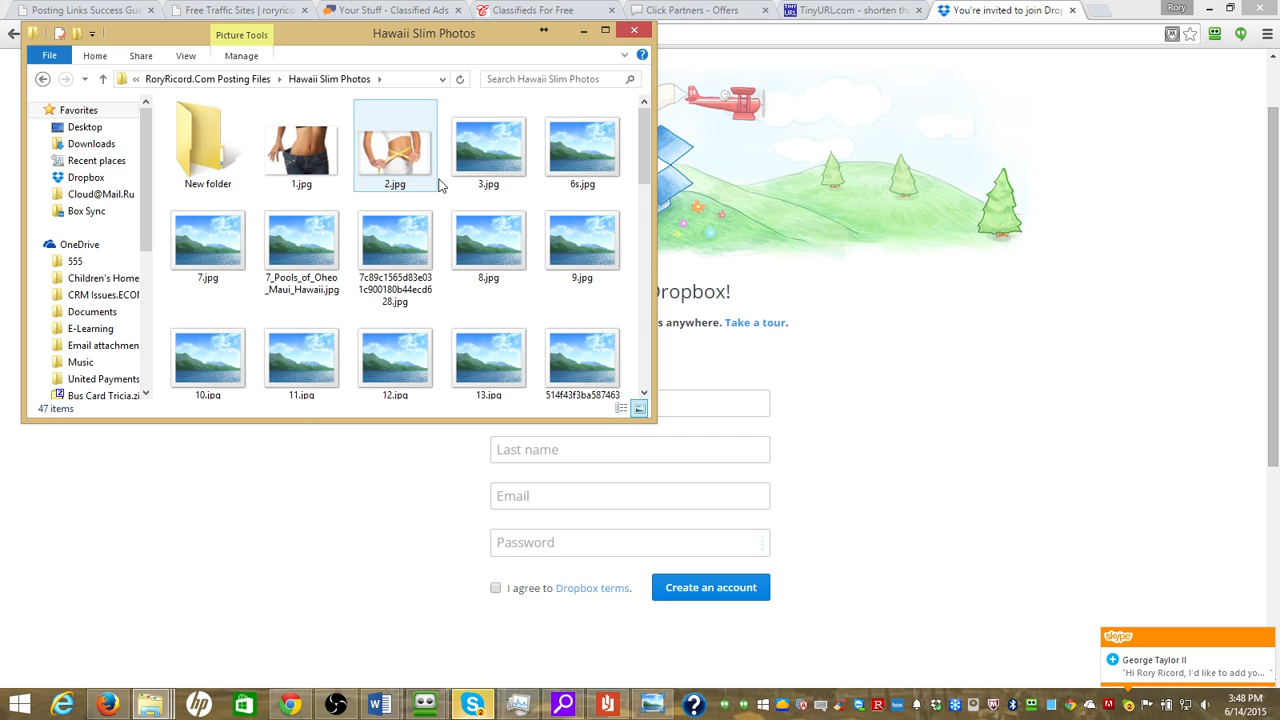 Posting Links Success Gui
Free Traffic Sites | roryric
Your Stuff - Classified Ads
Classifieds For Free
Click Partners - Offers
TinyURL.com - shorten th
You're invited to join Drop
Rory
Picture Tools
Hawaii Slim Photos
File
Home
Share
View
Manage
RoryRicord.Com Posting Files
Hawaii Slim Photos
Search Hawaii Slim Photos
Favorites
Desktop
Downloads
Recent places
Dropbox
Cloud@Mail.Ru
Box Sync
OneDrive
555
Children's Home
CRM Issues.ECOI
Documents
E-Learning
Email attachmen
Music
United Payments
Bus Card Tricia.zi
New folder
1.jpg
2.jpg
3.jpg
6s.jpg
7.jpg
7_Pools_of_Oheo
_Maui_Hawaii.jpg
7c89c1565d83e03
1c900180b44ecd6
28.jpg
8.jpg
9.jpg
10.jpg
11.jpg
12.jpg
13.jpg
514f43f3ba587463
47 items
Dropbox!
s anywhere. Take a tour.
Last name
Email
Password
I agree to Dropbox terms.
Create an account
skype
George Taylor II
"Hi Rory Ricord, I'd like to add yo...
3:48 PM
6/14/2015